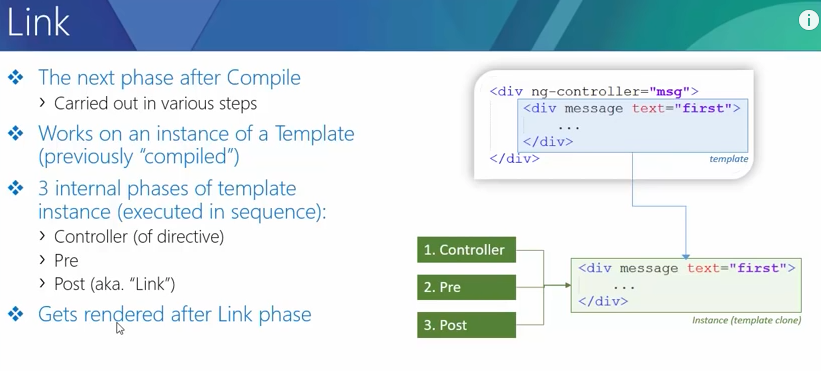 Link
The next phase after Compile
Carried out in various steps
Works on an instance of a Template
(previously “compiled”)
3 internal phases of template
instance (executed in sequence):
Controller (of directive)
Pre
Post (aka. “Link”)
Gets rendered after Link phase
<div ng-controller="msg">
<div message text="first">
...
</div>
template
</div>
1. Controller
2. Pre
3. Post
<div message text="first">
...
</div>
Instance (template clone)